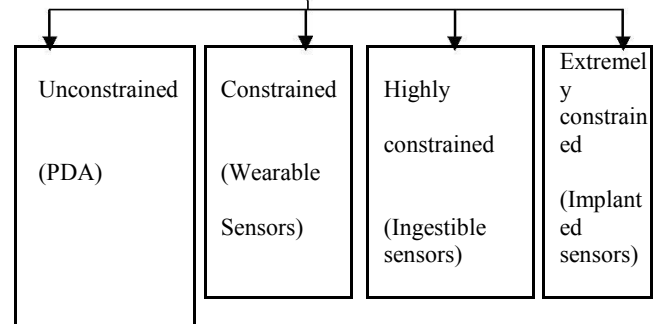 Unconstrained
(PDA)
Constrained
(Wearable
Sensors)
Highly
constrained
(Ingestible
sensors)
Extremel
y
constrain
ed
(Implant
ed
sensors)